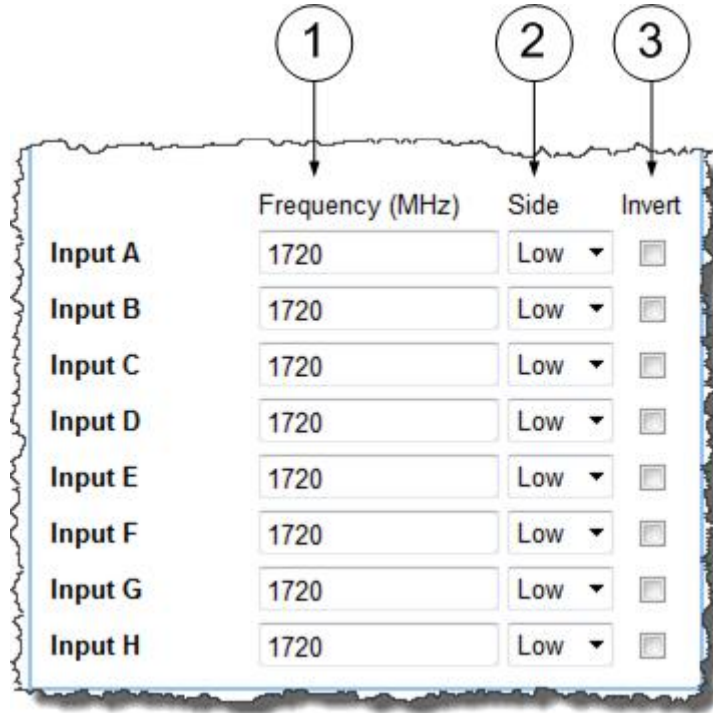 1 2 3
Frequency (MHz) Side Invert
Input A 1720 Low
Input B 1720 Low
Input C 1720 Low
Input D 1720 Low
Input E 1720 Low
Input F 1720 Low
Input G 1720 Low
Input H 1720 Low